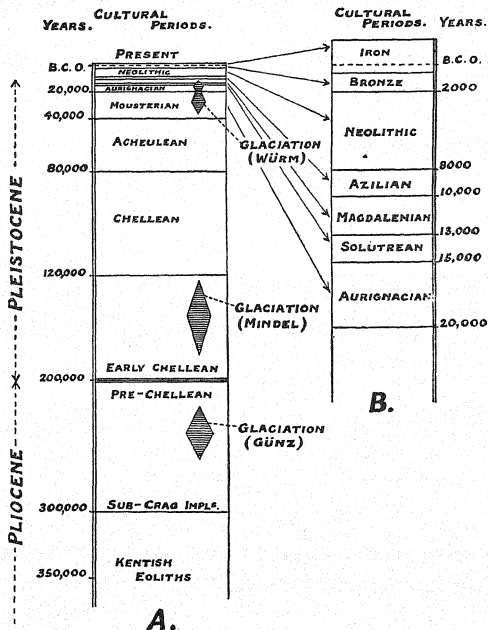 YEARS.
CULTURAL
PERIODS.
PRESENT
B.C.O.
NEOLITHIC
20,000
AURIGNACIAN
MOUSTERIAN
40,000
ACHEULEAN
80,000
CHELLEAN
120,000
EARLY CHELLEAN
200,000
PRE-CHELLEAN
300,000
SUB-CRAG IMPLS.
KENTISH
EOLITHS
350,000
A.
PLEISTOCENE
PLIOCENE
GLACIATION
(WÜRM)
GLACIATION
(MINDEL)
GLACIATION
(GÜNZ)
CULTURAL
PERIODS.
YEARS.
IRON
B.C.O.
BRONZE
2000
NEOLITHIC
8000
AZILIAN
10,000
MAGDALENIAN
13,000
SOLUTREAN
15,000
AURIGNACIAN
20,000
B.